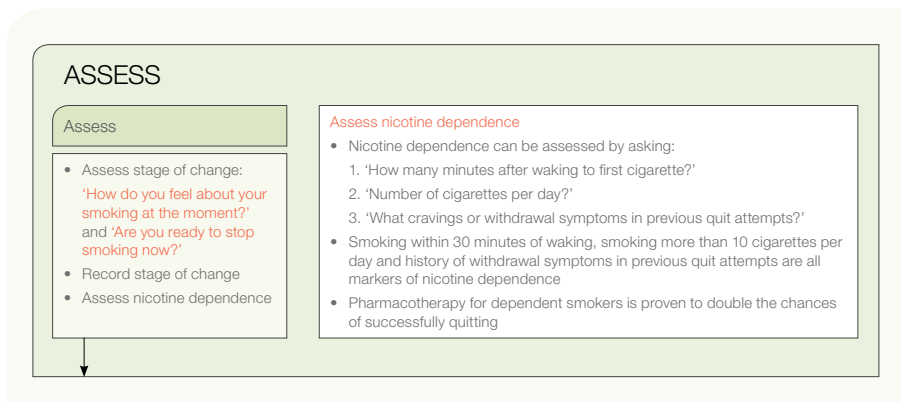 ASSESS
Assess
• Assess stage of change:
‘How do you feel about your
smoking at the moment?’
and ‘Are you ready to stop
smoking now?’
• Record stage of change
• Assess nicotine dependence
Assess nicotine dependence
• Nicotine dependence can be assessed by asking:
1. ‘How many minutes after waking to first cigarette?’
2. ‘Number of cigarettes per day?’
3. ‘What cravings or withdrawal symptoms in previous quit attempts?’
• Smoking within 30 minutes of waking, smoking more than 10 cigarettes per
day and history of withdrawal symptoms in previous quit attempts are all
markers of nicotine dependence
• Pharmacotherapy for dependent smokers is proven to double the chances
of successfully quitting